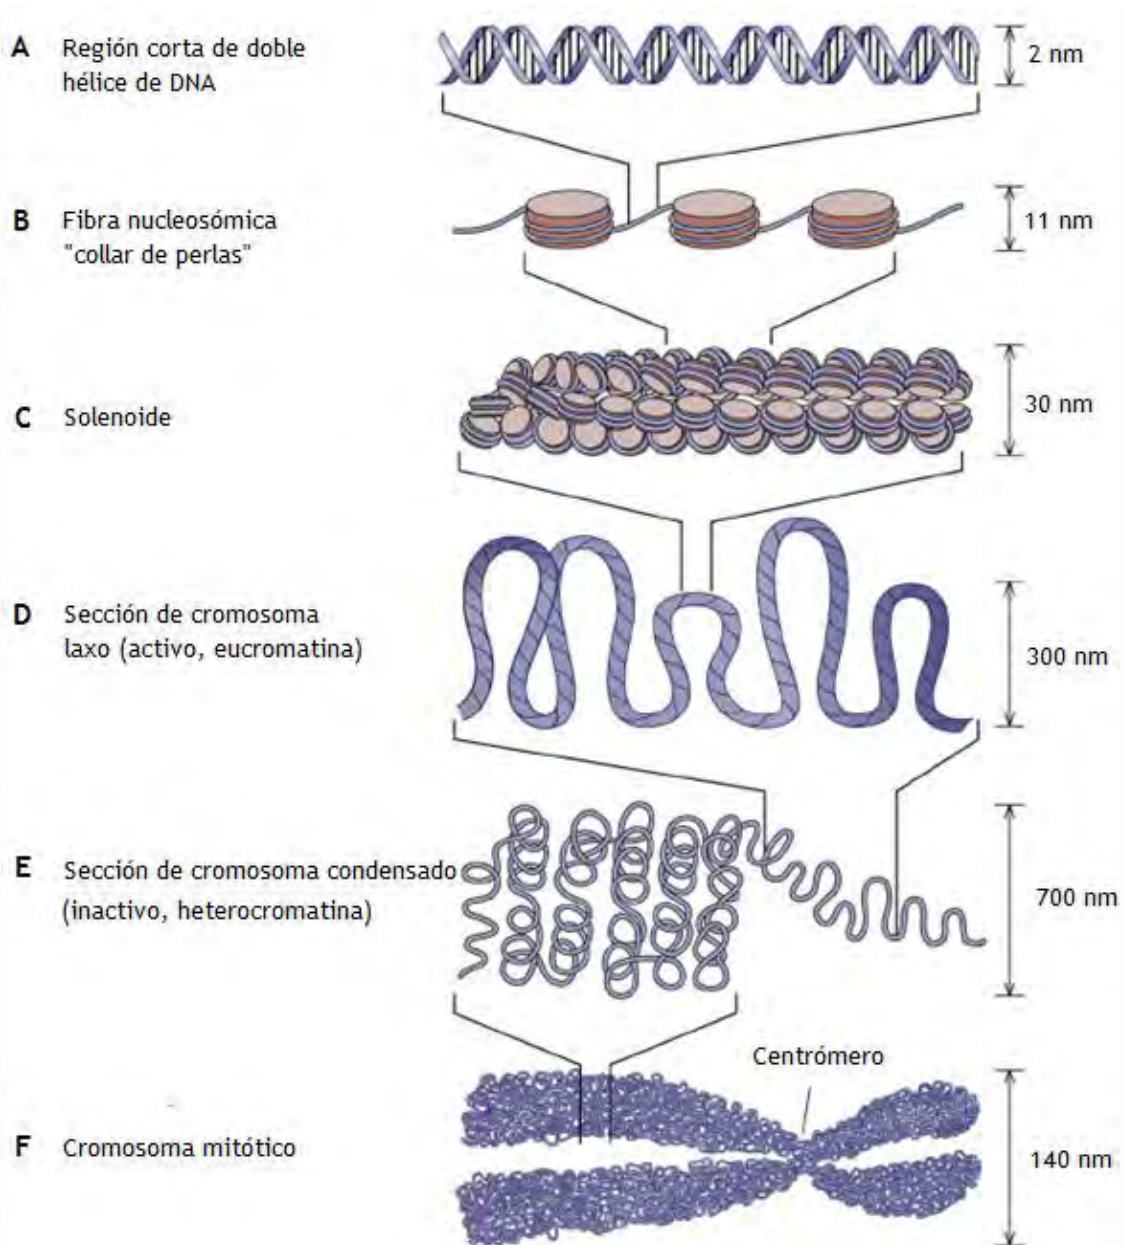 A Región corta de doble
hélice de DNA
2 nm
B Fibra nucleosómica
"collar de perlas"
11 nm
C Solenoide
30 nm
D Sección de cromosoma
laxo (activo, eucromatina)
300 nm
E Sección de cromosoma condensado
(inactivo, heterocromatina)
700 nm
Centrómero
F Cromosoma mitótico
140 nm